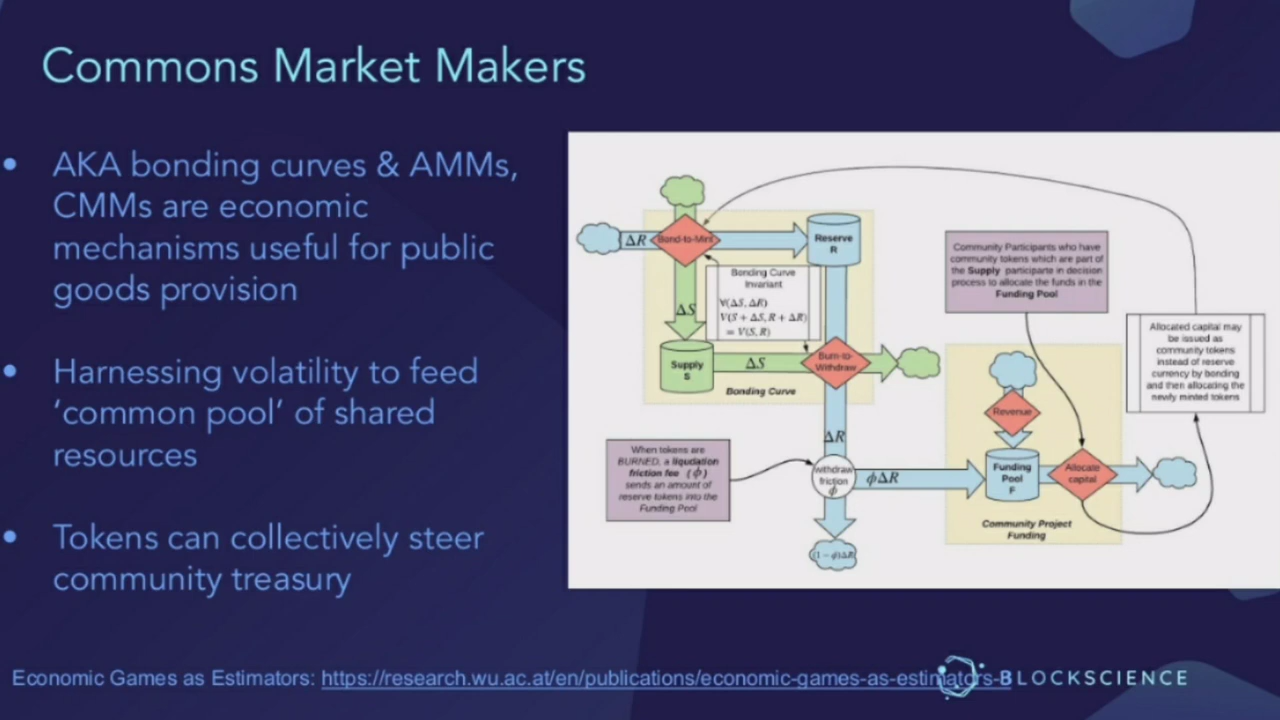 Commons Market Makers
• AKA bonding curves & AMMs,
CMMs are economic
mechanisms useful for public
goods provision
• Harnessing volatility to feed
‘common pool’ of shared
resources
• Tokens can collectively steer
community treasury
ΔR
Bond-to-Mint
Reserve
R
Bonding Curve
Invariant
∀(ΔS, ΔR)
V(S + ΔS, R + ΔR)
= V(S, R)
ΔS
Supply
S
ΔS
Burn-to-
Withdraw
Bonding Curve
ΔR
When tokens are
BURNED, a liquidation
friction fee (ϕ)
sends an amount of
reserve tokens into the
Funding Pool
withdraw
friction
ϕ
ϕΔR
(1 − ϕ)ΔR
Community Participants who have
community tokens which are part of
the Supply participate in decision
process to allocate the funds in the
Funding Pool
Revenue
Funding
Pool
F
Allocate
capital
Community Project
Funding
Allocated capital may
be issued as
community tokens
instead of reserve
currency by bonding
and then allocating the
newly minted tokens
Economic Games as Estimators: https://research.wu.ac.at/en/publications/economic-games-as-estimators-
BLOCKSCIENCE